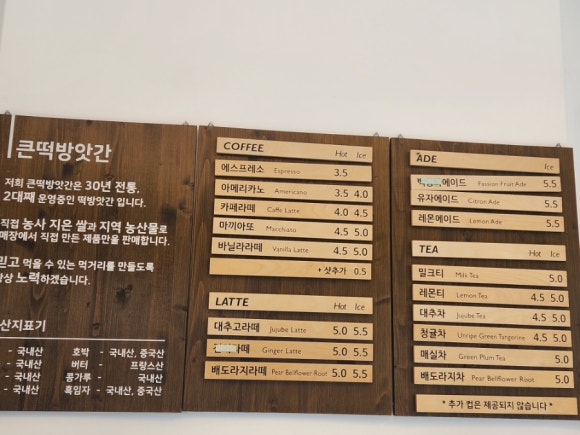 큰떡방앗간
저희 큰떡방앗간은 30년 전통,
2대째 운영중인 떡방앗간 입니다.
직접 농사 지은 쌀과 지역 농산물로
매장에서 직접 만든 제품만을 판매합니다.
믿고 먹을 수 있는 먹거리를 만들도록
항상 노력하겠습니다.
산지표기
- 국내산 호박 - 국내산, 중국산
- 국내산 버터 - 프랑스산
- 국내산 콩가루 - 국내산
- 국내산 흑임자 - 국내산, 중국산
COFFEE Hot Ice
에스프레소 Espresso 3.5
아메리카노 Americano 3.5 4.0
카페라떼 Caffe Latte 4.0 4.5
마끼아또 Macchiato 4.5 5.0
바닐라라떼 Vanilla Latte 4.5 5.0
+ 샷추가 0.5
LATTE Hot Ice
대추고라떼 Jujube Latte 5.0 5.5
라떼 Ginger Latte 5.0 5.5
배도라지라떼 Pear Bellflower Root 5.0 5.5
ADE Ice
에이드 Passion Fruit Ade 5.5
유자에이드 Citron Ade 5.5
레몬에이드 Lemon Ade 5.5
TEA Hot Ice
밀크티 Milk Tea 5.0
레몬티 Lemon Tea 4.5 5.0
대추차 Jujube Tea 4.5 5.0
청귤차 Unripe Green Tangerine 4.5 5.0
매실차 Green Plum Tea 5.0
배도라지차 Pear Bellflower Root 5.0
* 추가 컵은 제공되지 않습니다 *